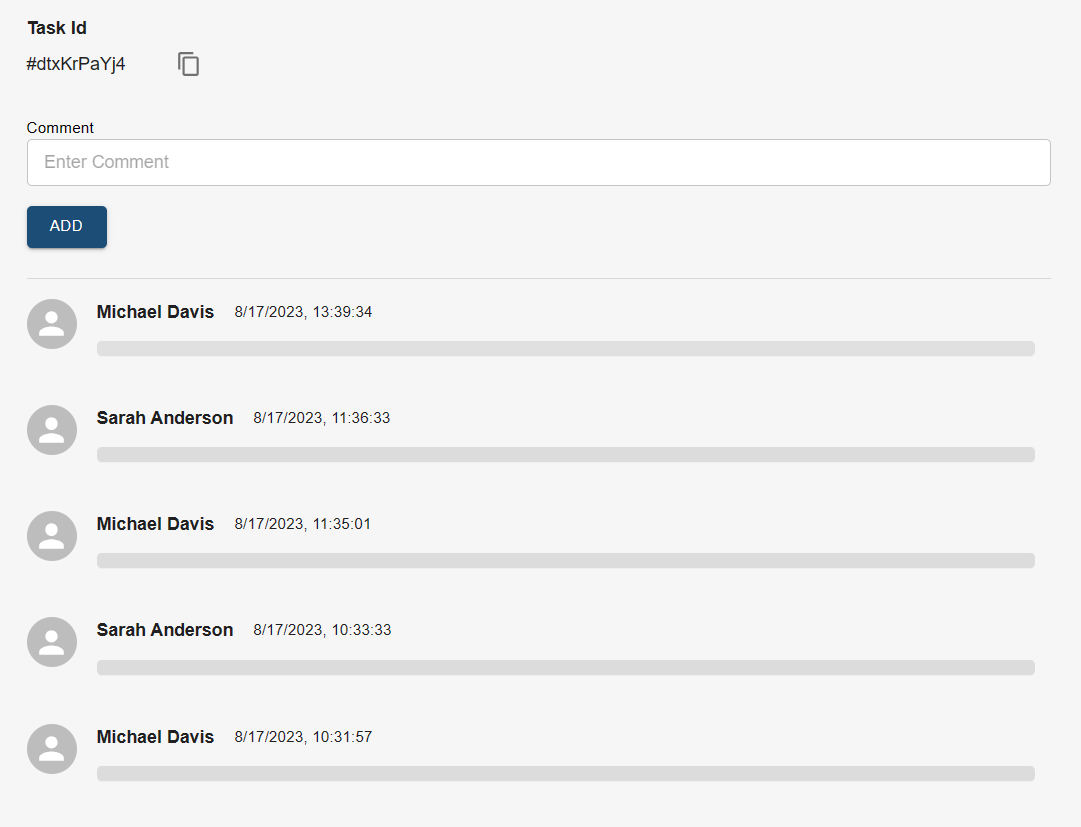 Task Id
#dtxKrPaYj4
Comment
Enter Comment
ADD
Michael Davis 8/17/2023, 13:39:34
Sarah Anderson 8/17/2023, 11:36:33
Michael Davis 8/17/2023, 11:35:01
Sarah Anderson 8/17/2023, 10:33:33
Michael Davis 8/17/2023, 10:31:57